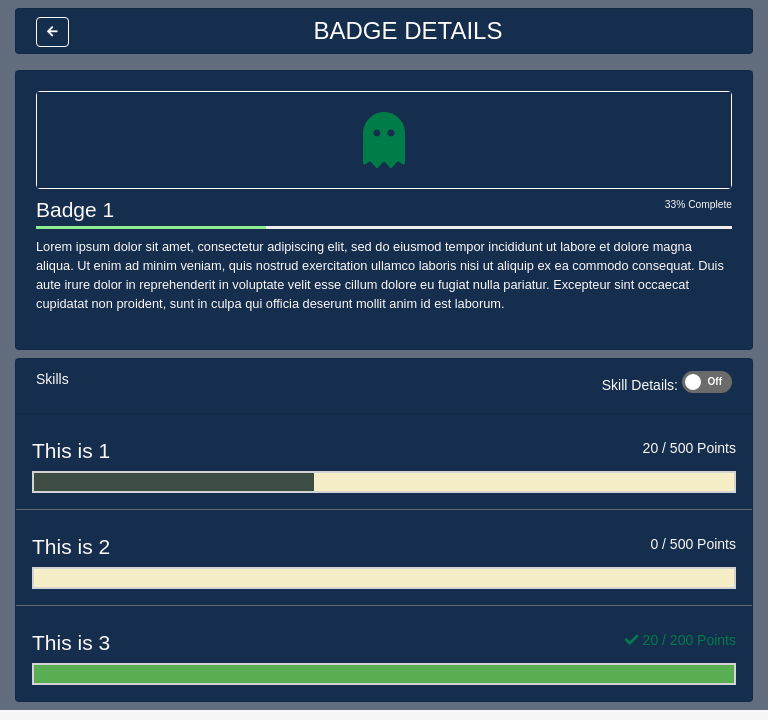 BADGE DETAILS
Badge 1
33% Complete
Lorem ipsum dolor sit amet, consectetur adipiscing elit, sed do eiusmod tempor incididunt ut labore et dolore magna
aliqua. Ut enim ad minim veniam, quis nostrud exercitation ullamco laboris nisi ut aliquip ex ea commodo consequat. Duis
aute irure dolor in reprehenderit in voluptate velit esse cillum dolore eu fugiat nulla pariatur. Excepteur sint occaecat
cupidatat non proident, sunt in culpa qui officia deserunt mollit anim id est laborum.
Skills
Skill Details: Off
This is 1
20 / 500 Points
This is 2
0 / 500 Points
This is 3
20 / 200 Points